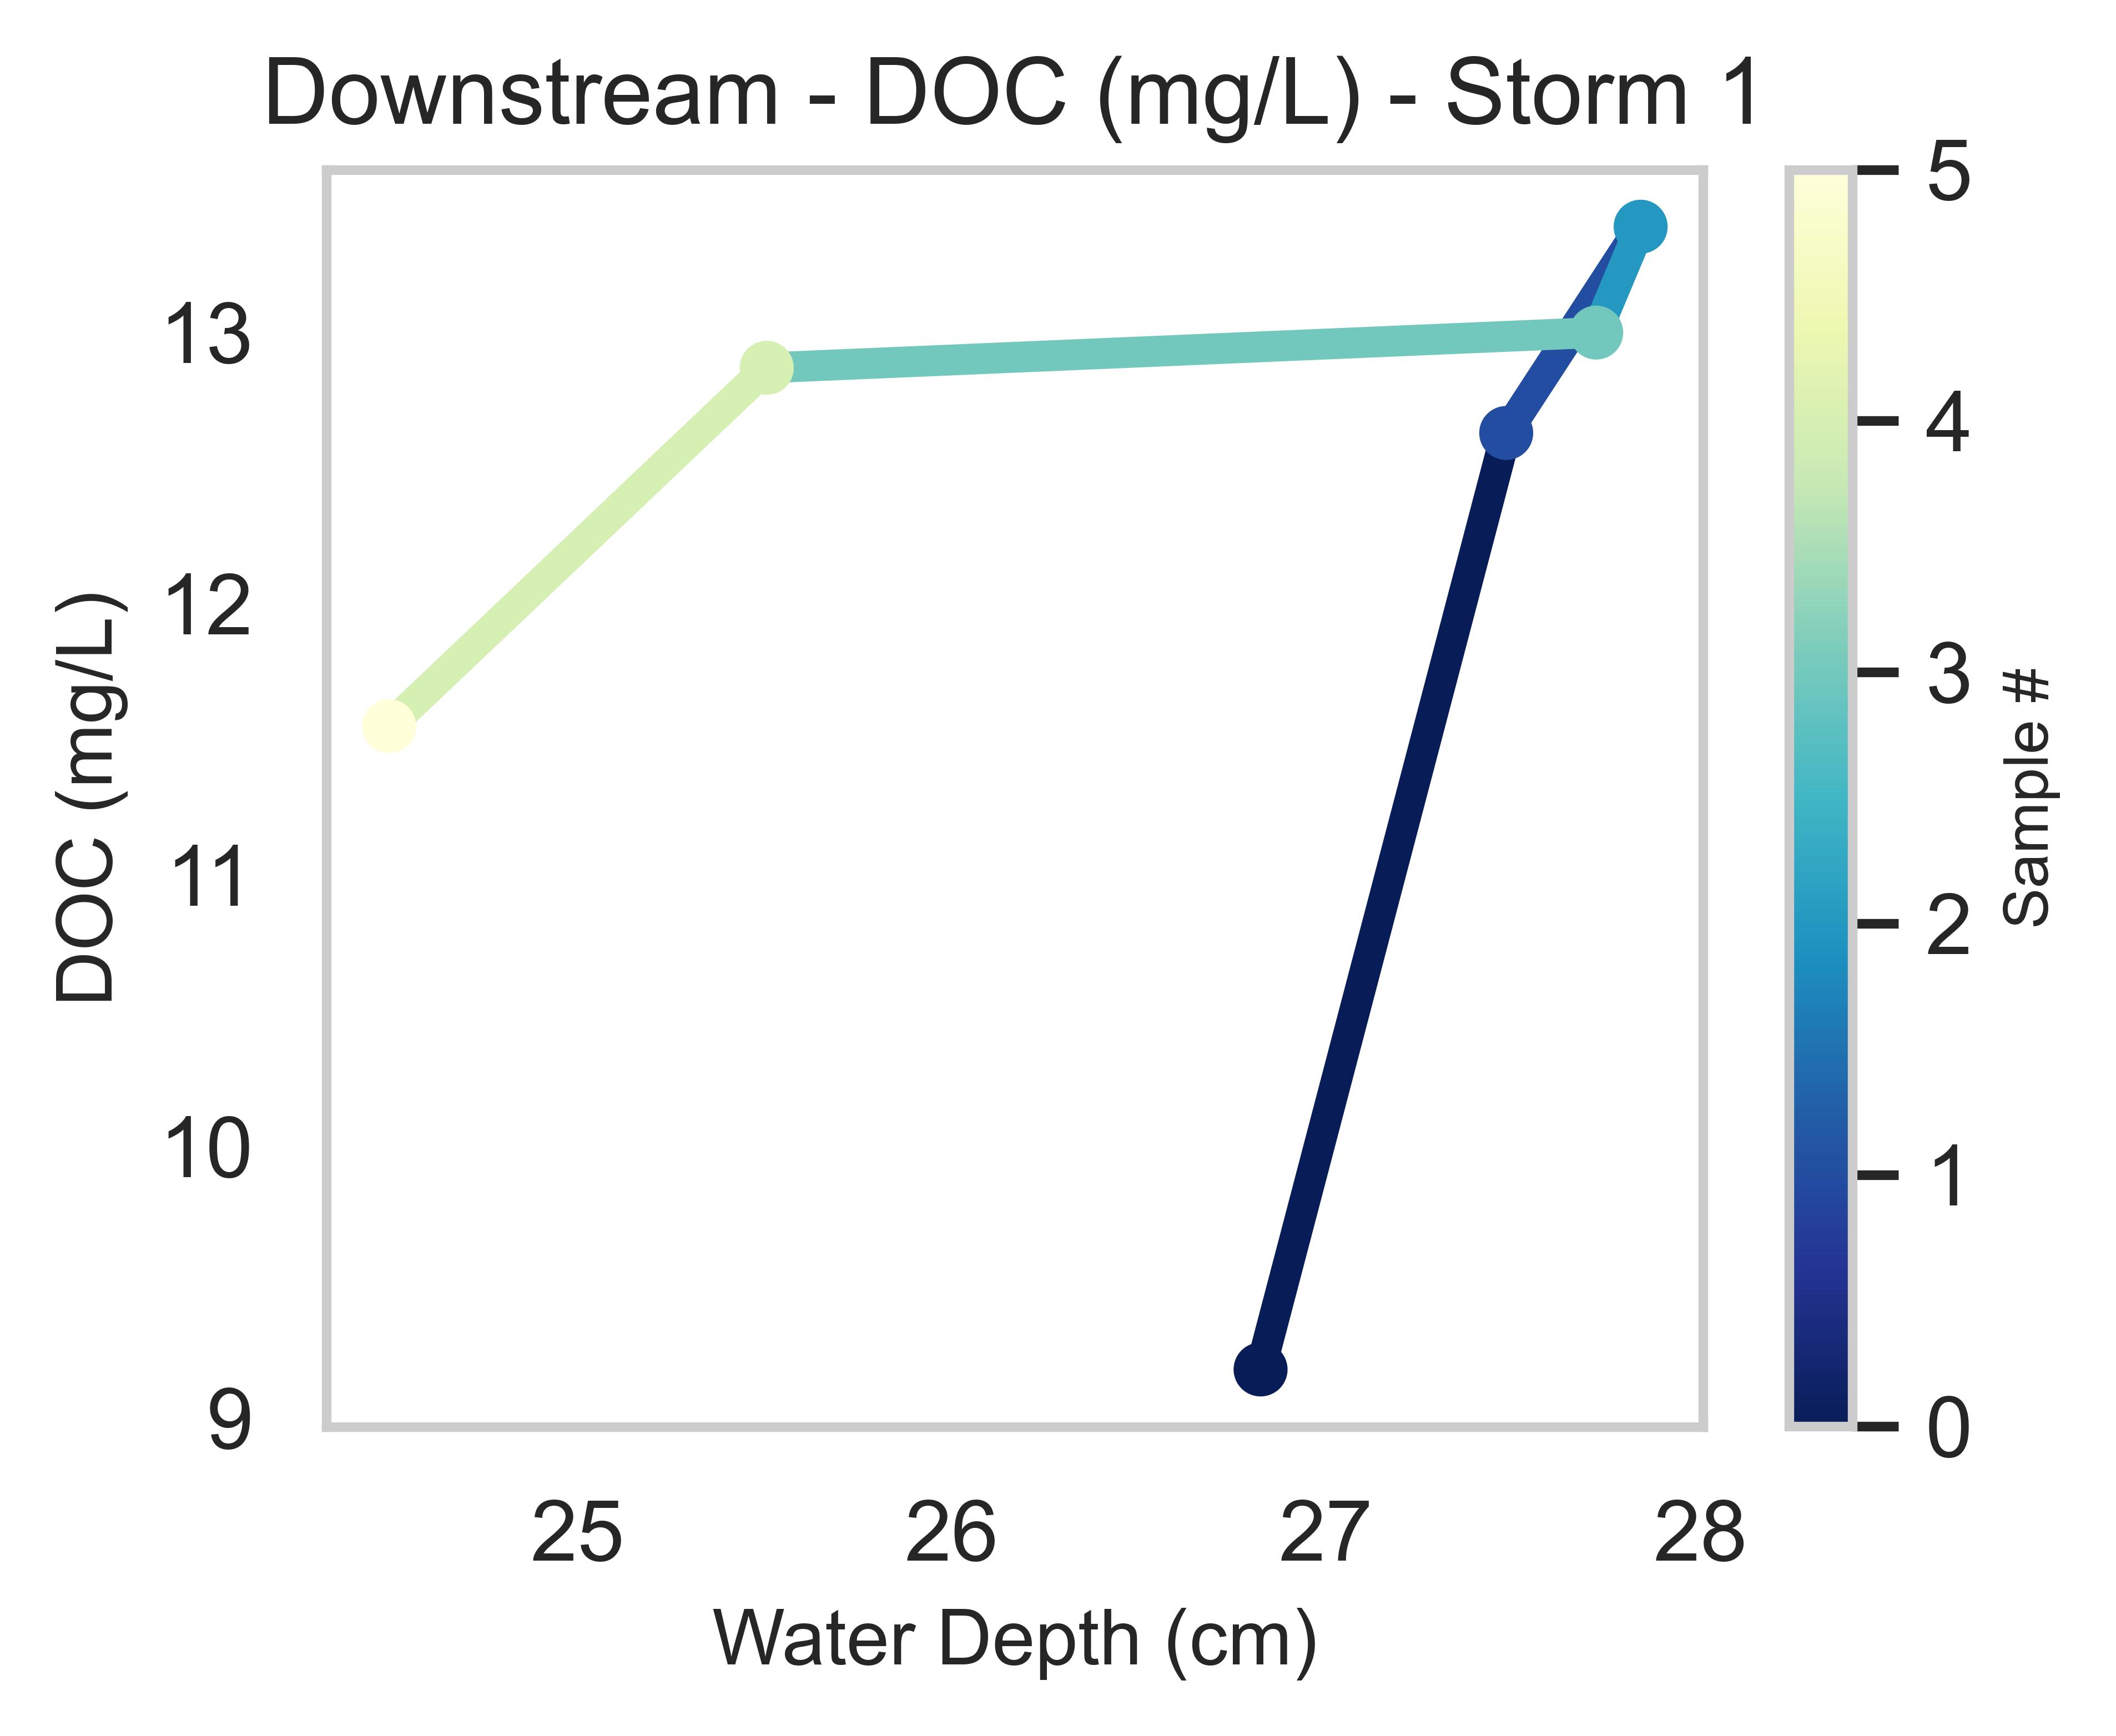 Downstream - DOC (mg/L) - Storm 1
DOC (mg/L)
13
12
11
10
9
25 26 27 28
Water Depth (cm)
5
4
3
2
1
0
Sample #